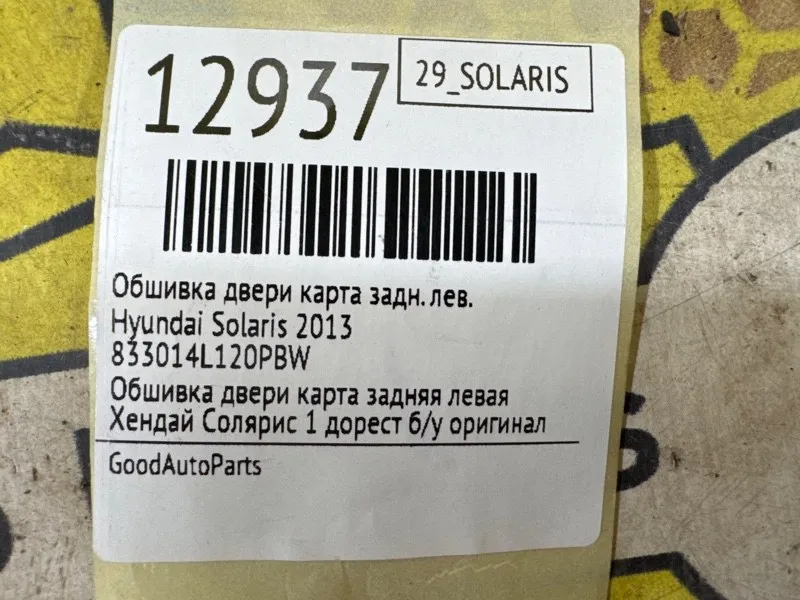 12937
29_SOLARIS
Обшивка двери карта задн. лев.
Hyundai Solaris 2013
833014L120PBW
Обшивка двери карта задняя левая
Хендай Солярис 1 дорест б/у оригинал
GoodAutoParts